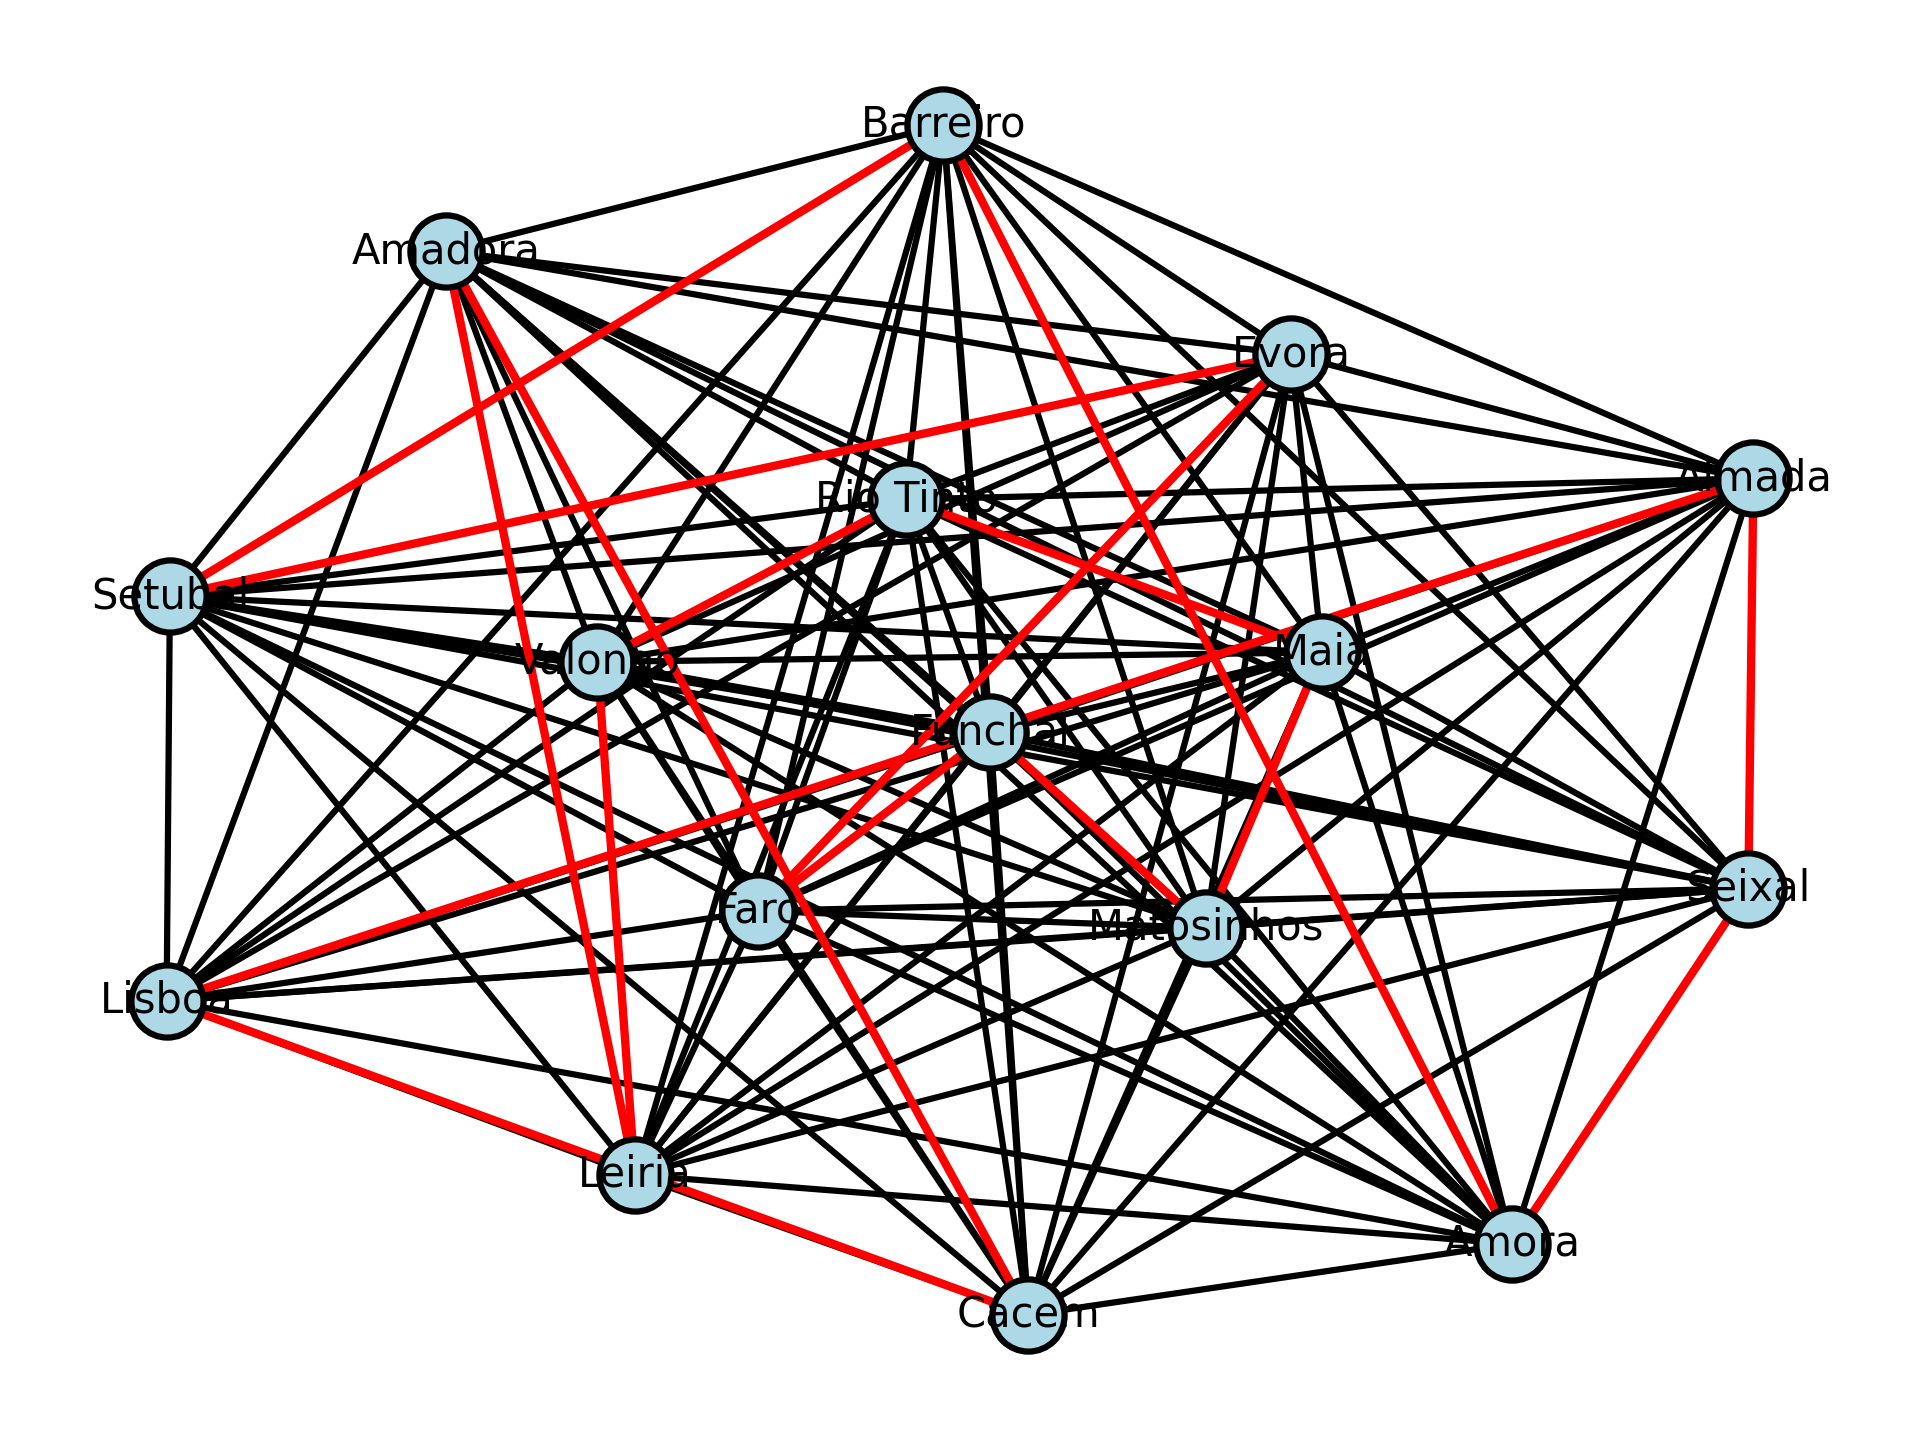 Barreiro
Amadora
Evora
Almada
Rio Tinto
Setubal
Maia
Valongo
Funchal
Seixal
Faro
Matosinhos
Lisboa
Leiria
Amora
Cacem